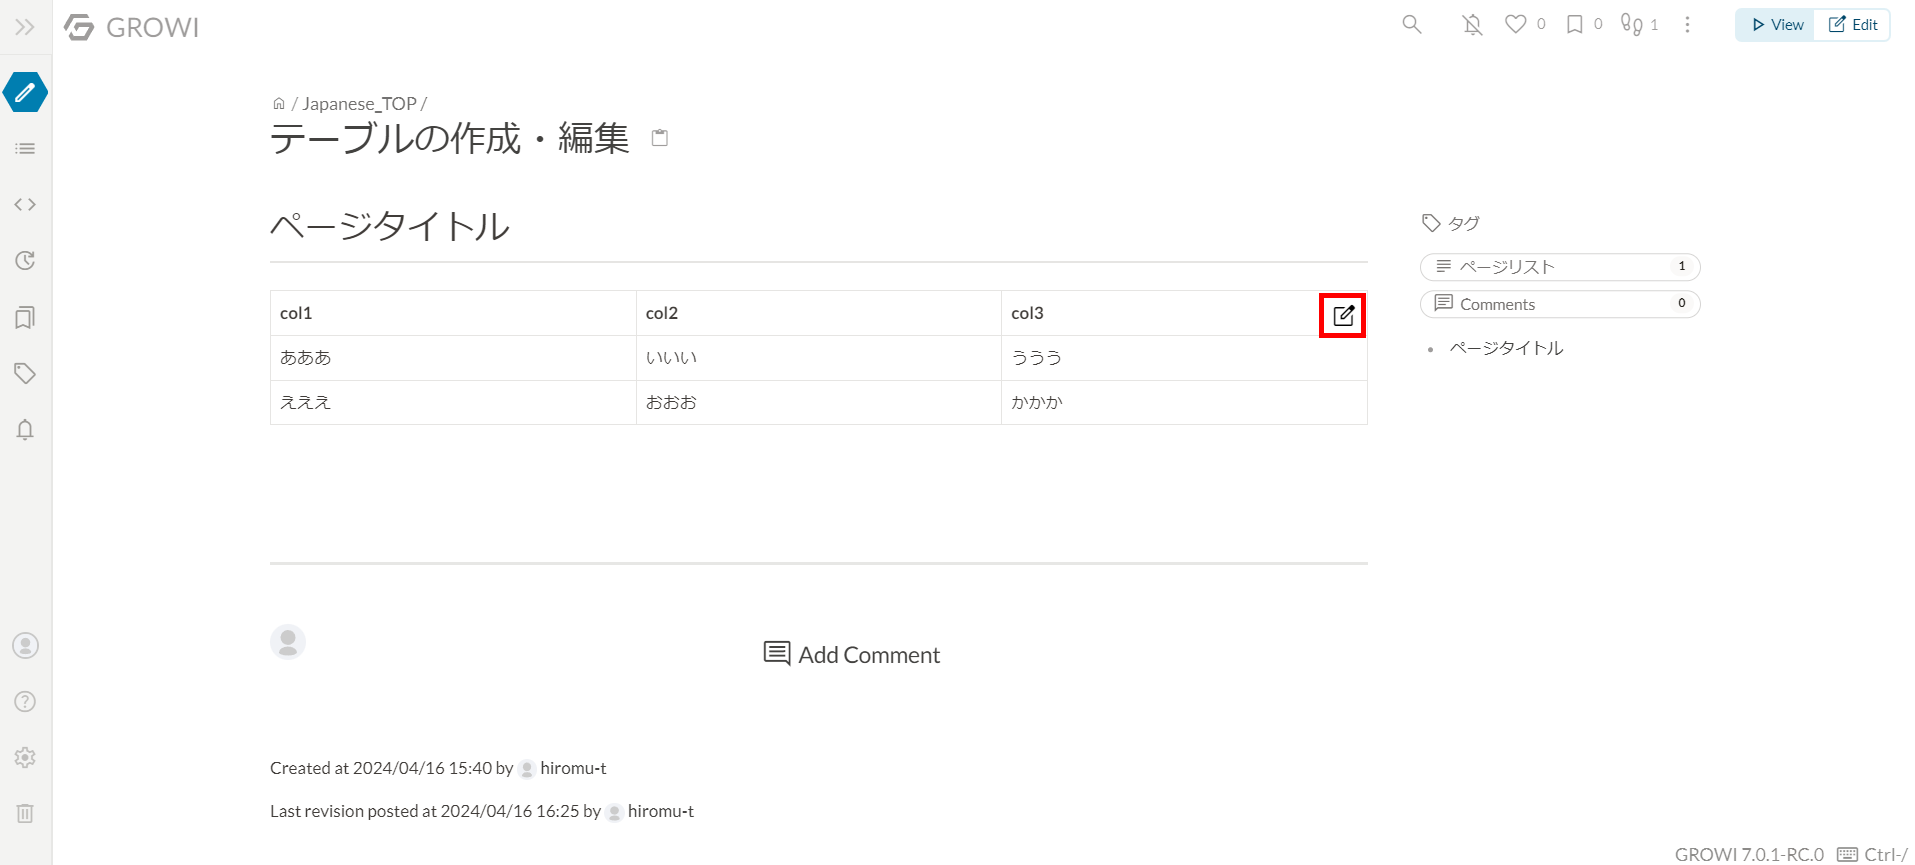 GROWI
0
0
1
View
Edit
/ Japanese_TOP /
テーブルの作成・編集
ページタイトル
タグ
ページリスト 1
Comments 0
ページタイトル
col1 col2 col3
あああ いいい ううう
えええ おおお かかか
Add Comment
Created at 2024/04/16 15:40 by hiromu-t
Last revision posted at 2024/04/16 16:25 by hiromu-t
GROWI 7.0.1-RC.0 Ctrl-/